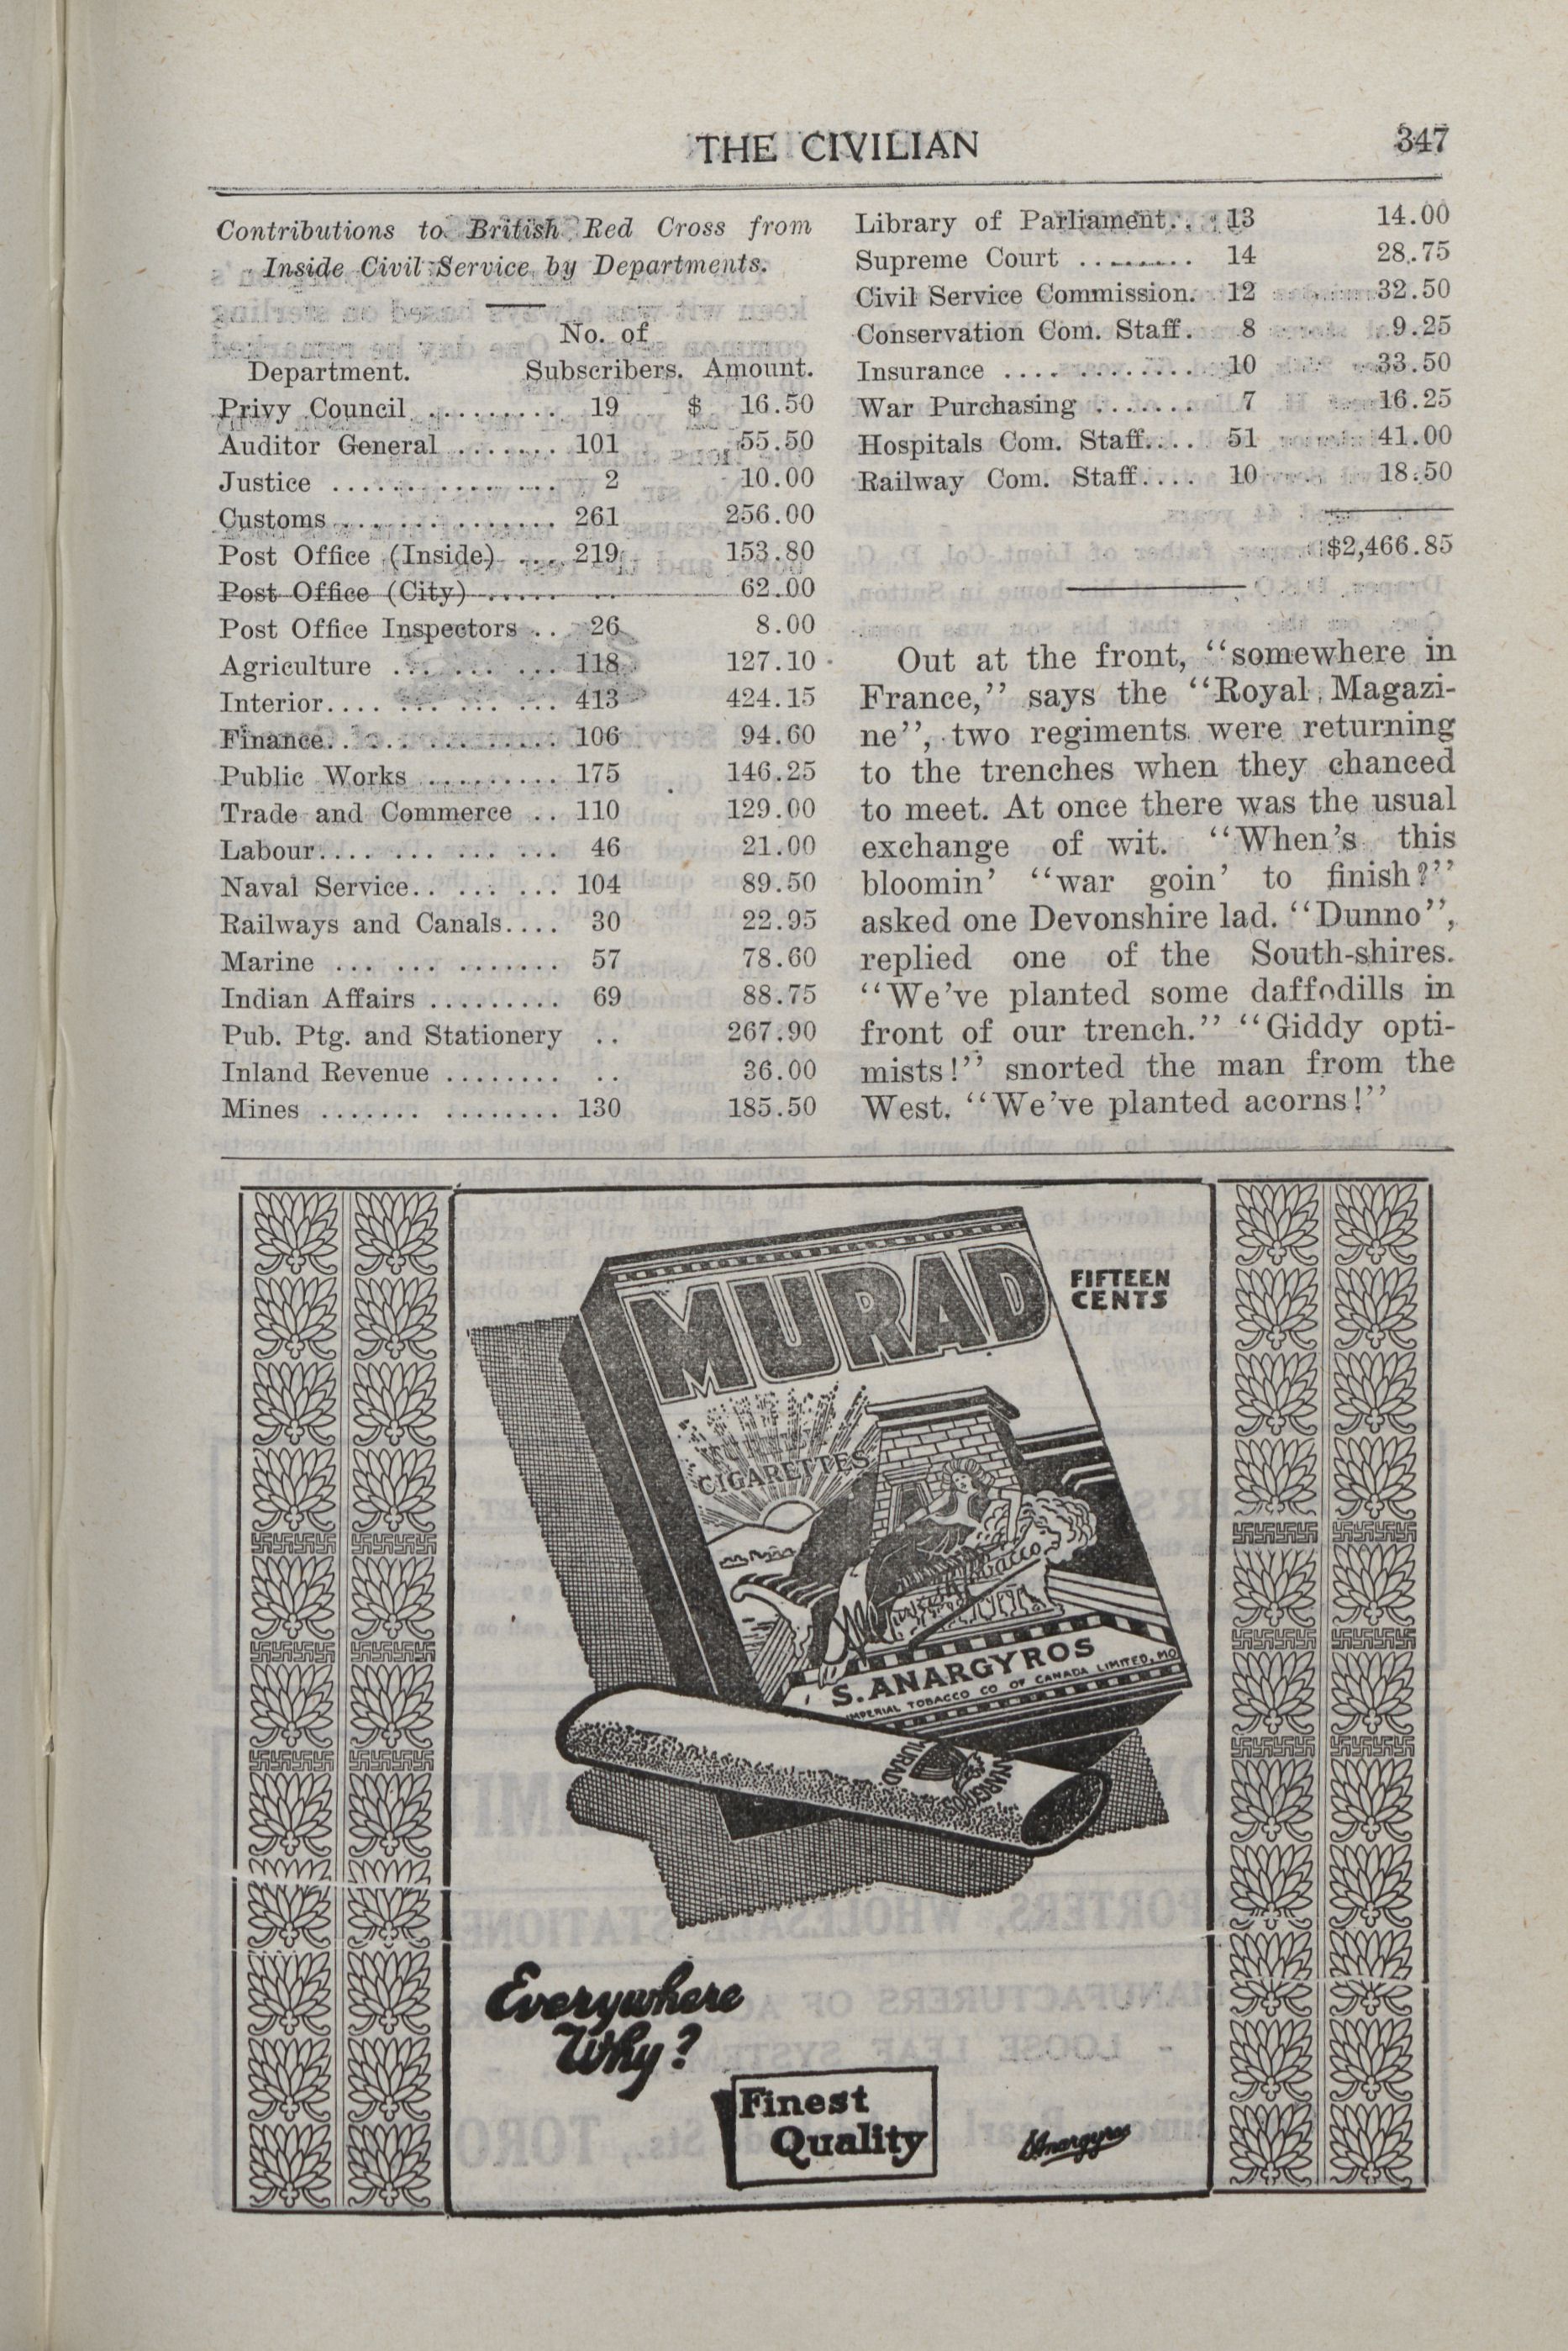 THE CIVILIAN 347
Contributions to British Red Cross from
Inside Civil Service by Departments.
No. of
Department. Subscribers. Amount.
Privy Council ......... 19 $ 16.50
Auditor General ....... 101 55.50
Justice .............. 2 10.00
Customs .............. 261 256.00
Post Office (Inside) .... 219 153.80
Post Office (City) ...... .. 62.00
Post Office Inspectors .. 26 8.00
Agriculture ... ... ... 118 127.10
Interior.... ... ... ... 413 424.15
Finance.. ... ......... 106 94.60
Public Works ......... 175 146.25
Trade and Commerce .. 110 129.00
Labour.... ... ... ... 46 21.00
Naval Service.. ... ... 104 89.50
Railways and Canals.... 30 22.95
Marine ... ... ....... 57 78.60
Indian Affairs ......... 69 88.75
Pub. Ptg. and Stationery .. 267.90
Inland Revenue ........ .. 36.00
Mines ....... ........ 130 185.50
Library of Parliament.. 13 14.00
Supreme Court ........ 14 28.75
Civil Service Commission. 12 32.50
Conservation Com. Staff. 8 9.25
Insurance .... ........ 10 33.50
War Purchasing ....... 7 16.25
Hospitals Com. Staff.... 51 41.00
Railway Com. Staff.... 10 18.50
$2,466.85
Out at the front, “somewhere in
France,” says the “Royal Magazi-
ne”, two regiments were returning
to the trenches when they chanced
to meet. At once there was the usual
exchange of wit. “When’s this
bloomin’ “war goin’ to finish?”
asked one Devonshire lad. “Dunno”,
replied one of the South-shires.
“We’ve planted some daffodills in
front of our trench.” “Giddy opti-
mists!” snorted the man from the
West. “We’ve planted acorns!”
MURAD
FIFTEEN
CENTS
CIGARETTES
S. ANARGYROS
IMPERIAL TOBACCO CO OF CANADA LIMITED, MO
MURAD
Everywhere
Why?
Finest
Quality
S. Anargyros